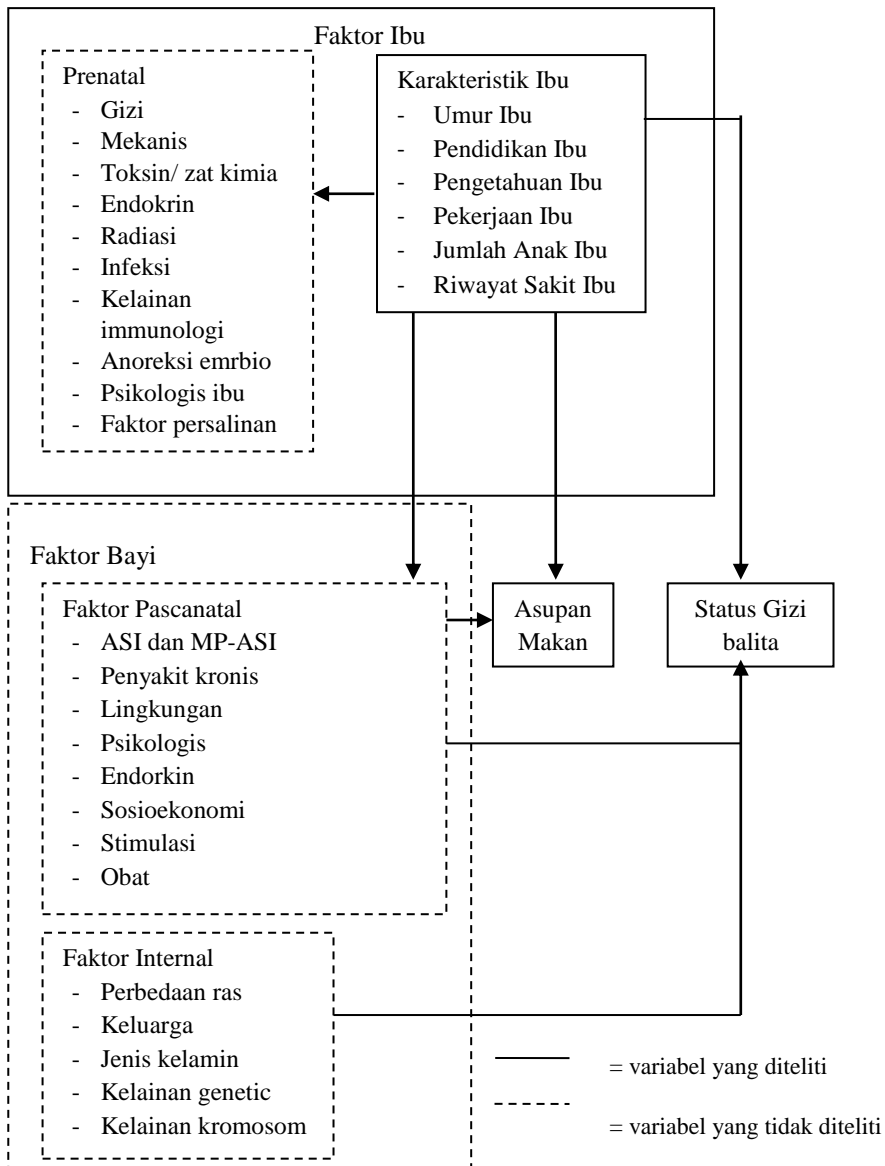 Faktor Ibu
Prenatal
- Gizi
- Mekanis
- Toksin/ zat kimia
- Endokrin
- Radiasi
- Infeksi
- Kelainan
immunologi
- Anoreksi emrbio
- Psikologis ibu
- Faktor persalinan
Karakteristik Ibu
- Umur Ibu
- Pendidikan Ibu
- Pengetahuan Ibu
- Pekerjaan Ibu
- Jumlah Anak Ibu
- Riwayat Sakit Ibu
Faktor Bayi
Faktor Pascanatal
- ASI dan MP-ASI
- Penyakit kronis
- Lingkungan
- Psikologis
- Endorkin
- Sosioekonomi
- Stimulasi
- Obat
Asupan
Makan
Status Gizi
balita
Faktor Internal
- Perbedaan ras
- Keluarga
- Jenis kelamin
- Kelainan genetic
- Kelainan kromosom
= variabel yang diteliti
= variabel yang tidak diteliti